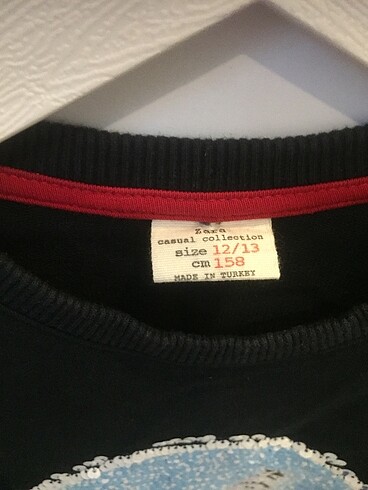 Zara
casual collection
size 12/13
cm 158
MADE IN TURKEY